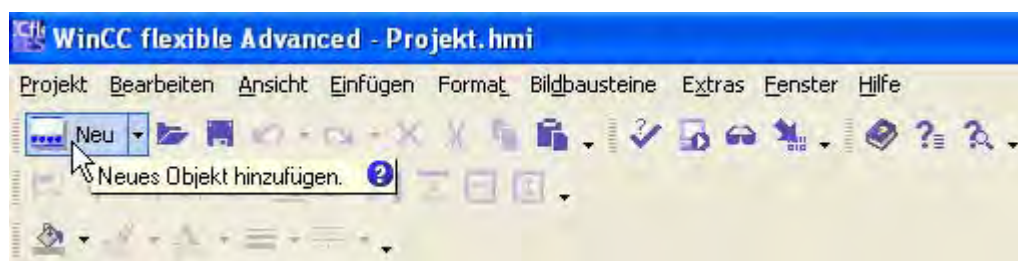 WinCC flexible Advanced - Projekt.hmi
Projekt Bearbeiten Ansicht Einfügen Format Bildbausteine Extras Fenster Hilfe
Neu
Neues Objekt hinzufügen.